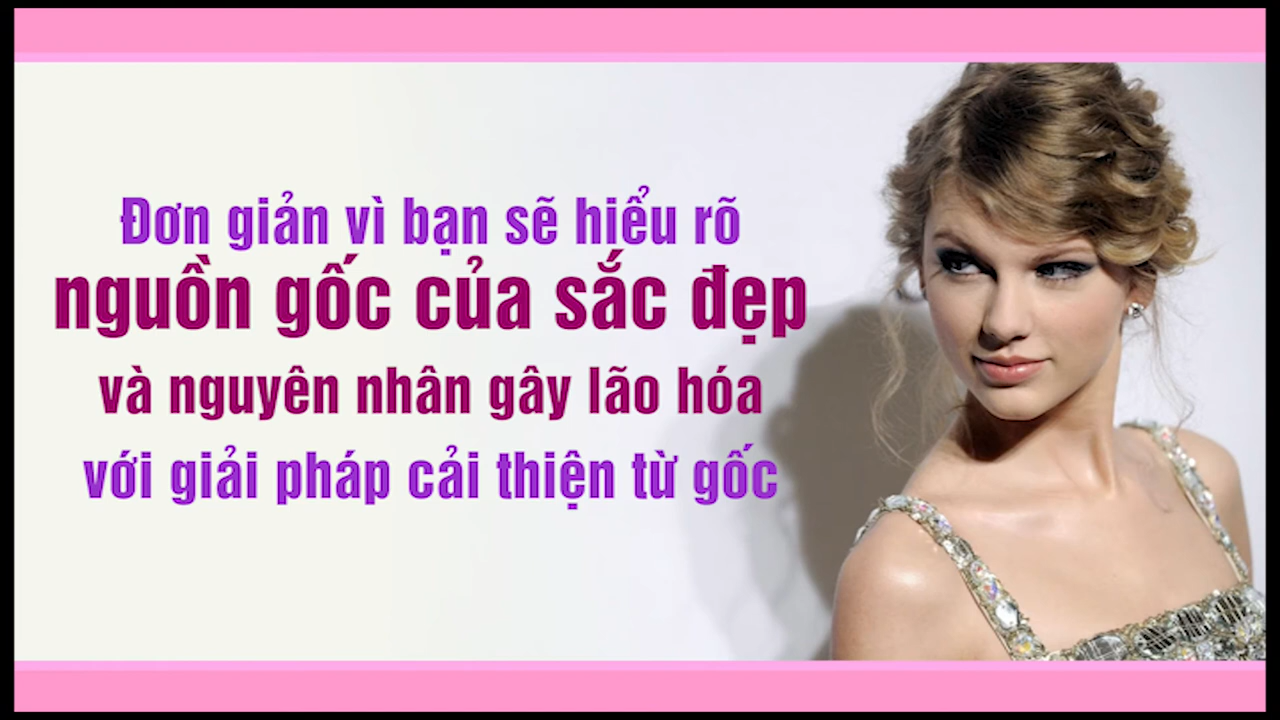 Đơn giản vì bạn sẽ hiểu rõ
nguồn gốc của sắc đẹp
và nguyên nhân gây lão hóa
với giải pháp cải thiện từ gốc